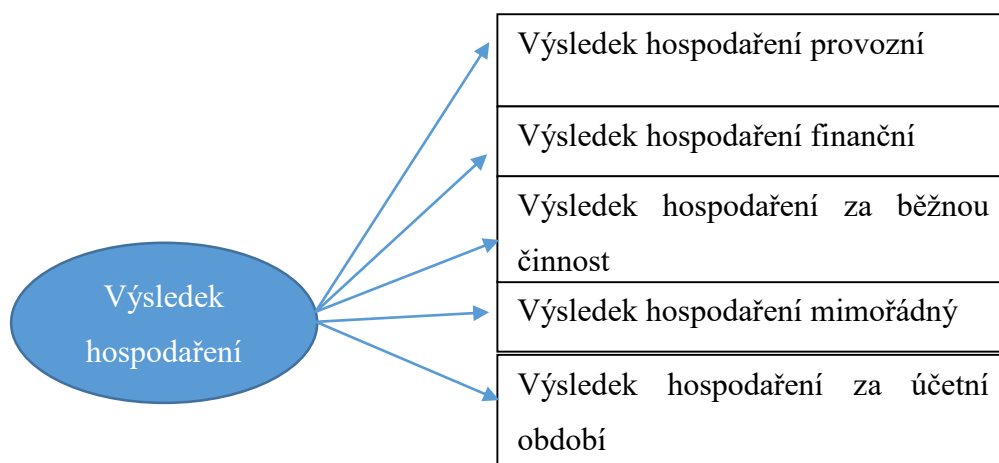 Výsledek hospodaření provozní
Výsledek hospodaření finanční
Výsledek hospodaření za běžnou
činnost
Výsledek hospodaření mimořádný
Výsledek hospodaření za účetní
období
Výsledek
hospodaření